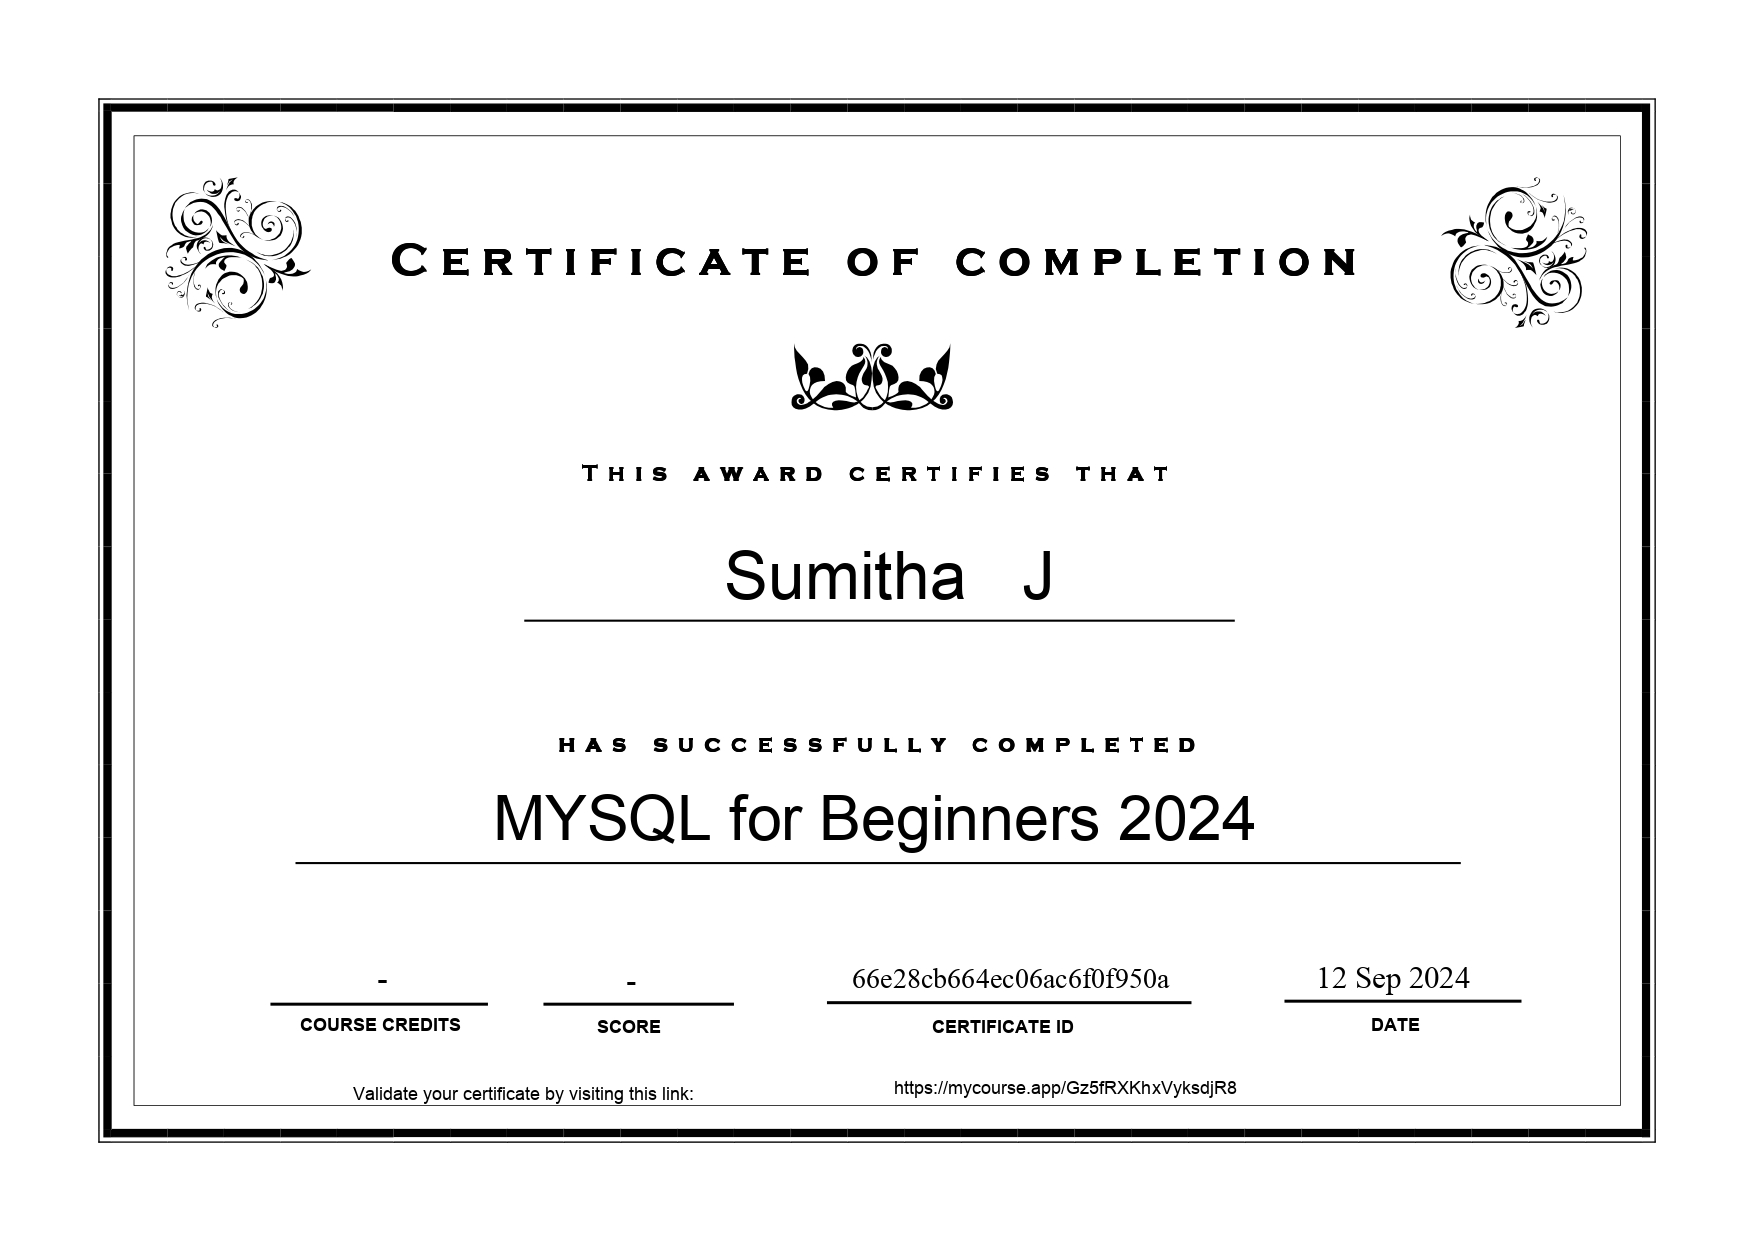 CERTIFICATE OF COMPLETION
THIS AWARD CERTIFIES THAT
Sumitha J
HAS SUCCESSFULLY COMPLETED
MYSQL for Beginners 2024
- - 66e28cb664ec06ac6f0f950a 12 Sep 2024
COURSE CREDITS SCORE CERTIFICATE ID DATE
Validate your certificate by visiting this link: https://mycourse.app/Gz5fRXKhxVyksdjR8